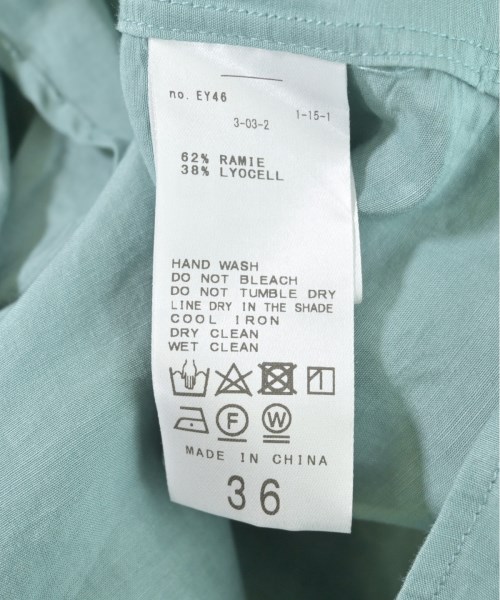 no. EY46
3-03-2 1-15-1
62% RAMIE
38% LYOCELL
HAND WASH
DO NOT BLEACH
DO NOT TUMBLE DRY
LINE DRY IN THE SHADE
COOL IRON
DRY CLEAN
WET CLEAN
F W
MADE IN CHINA
36